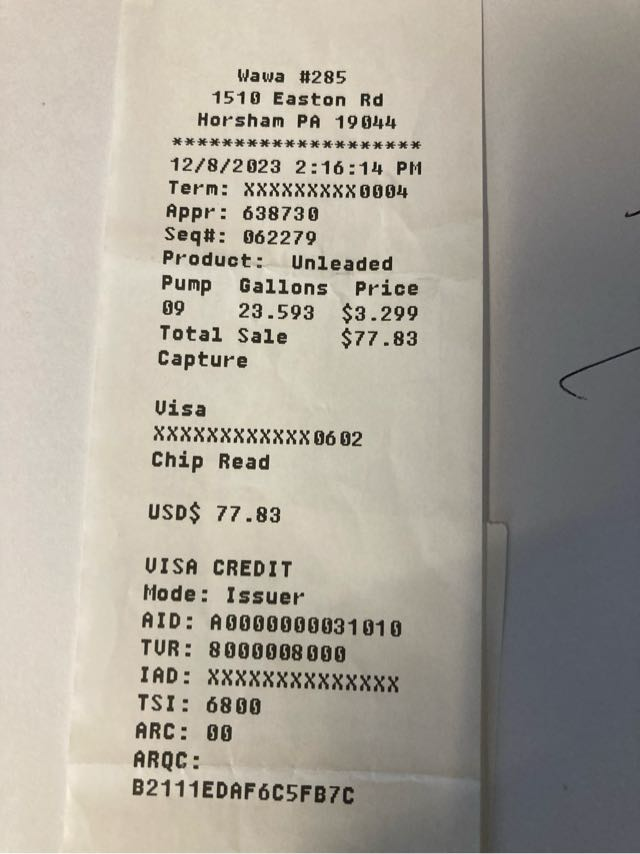 Wawa #285
1510 Easton Rd
Horsham PA 19044
********************
12/8/2023 2:16:14 PM
Term: XXXXXXXXX0004
Appr: 638730
Seq#: 062279
Product: Unleaded
Pump Gallons Price
09 23.593 $3.299
Total Sale $77.83
Capture
Visa
XXXXXXXXXXXX0602
Chip Read
USD$ 77.83
VISA CREDIT
Mode: Issuer
AID: A0000000031010
TVR: 8000008000
IAD: XXXXXXXXXXXXXX
TSI: 6800
ARC: 00
ARQC:
B2111EDAF6C5FB7C